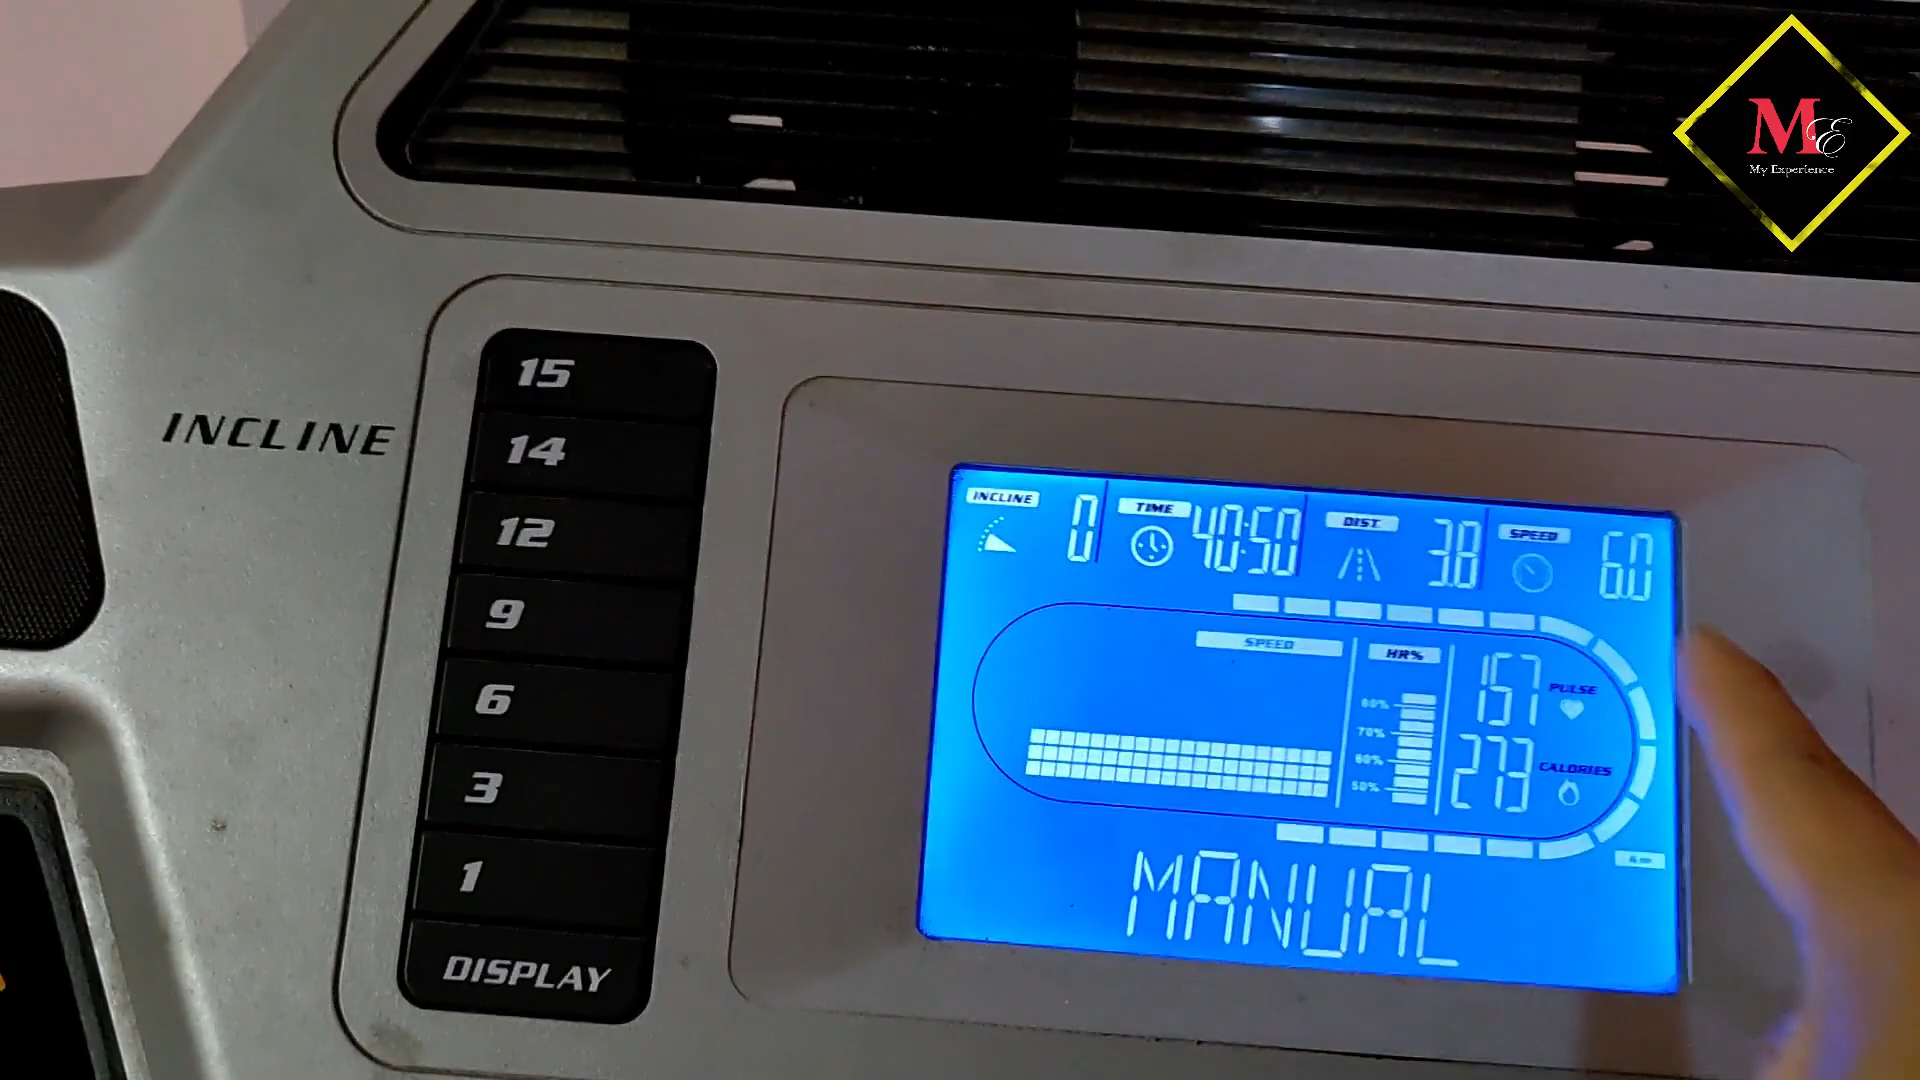 ME
My Experience
INCLINE
15
14
12
9
6
3
1
DISPLAY
INCLINE 0 TIME 40:50 DIST. 3.8 SPEED 6.0
SPEED
HR%
80%
70%
60%
50%
157 PULSE
273 CALORIES
MANUAL